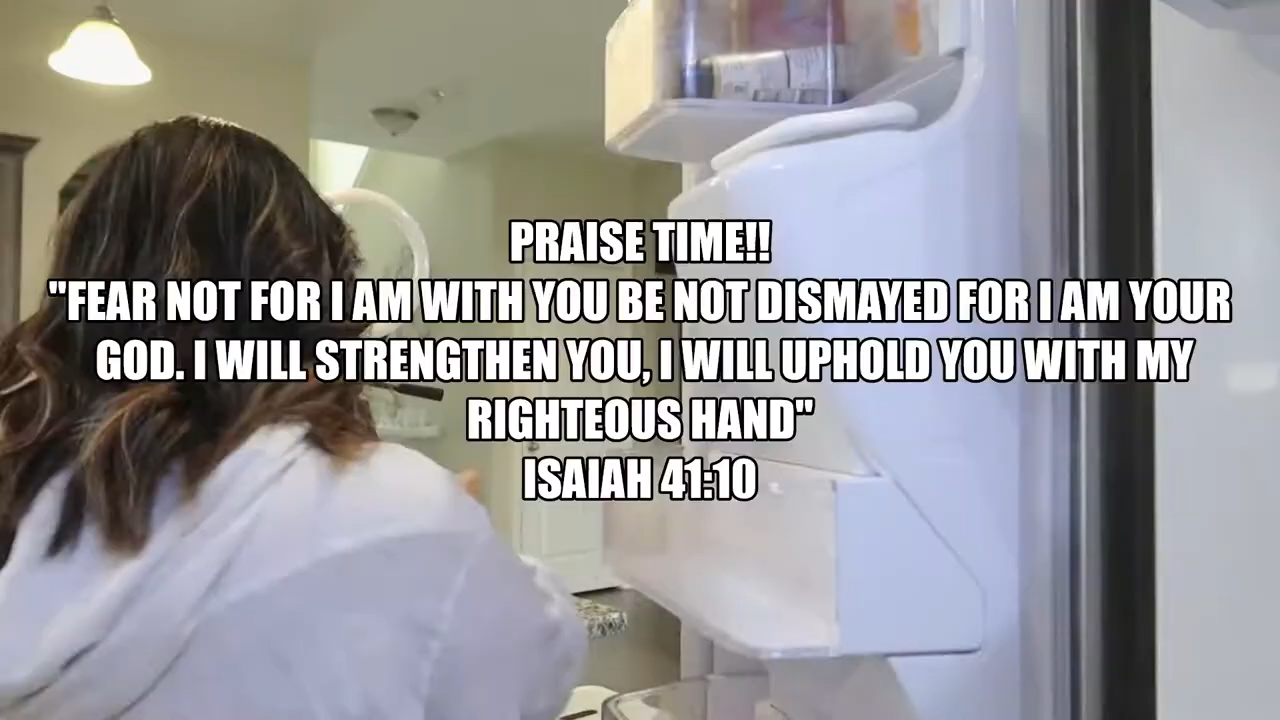 PRAISE TIME!!
"FEAR NOT FOR I AM WITH YOU BE NOT DISMAYED FOR I AM YOUR
GOD. I WILL STRENGTHEN YOU, I WILL UPHOLD YOU WITH MY
RIGHTEOUS HAND"
ISAIAH 41:10